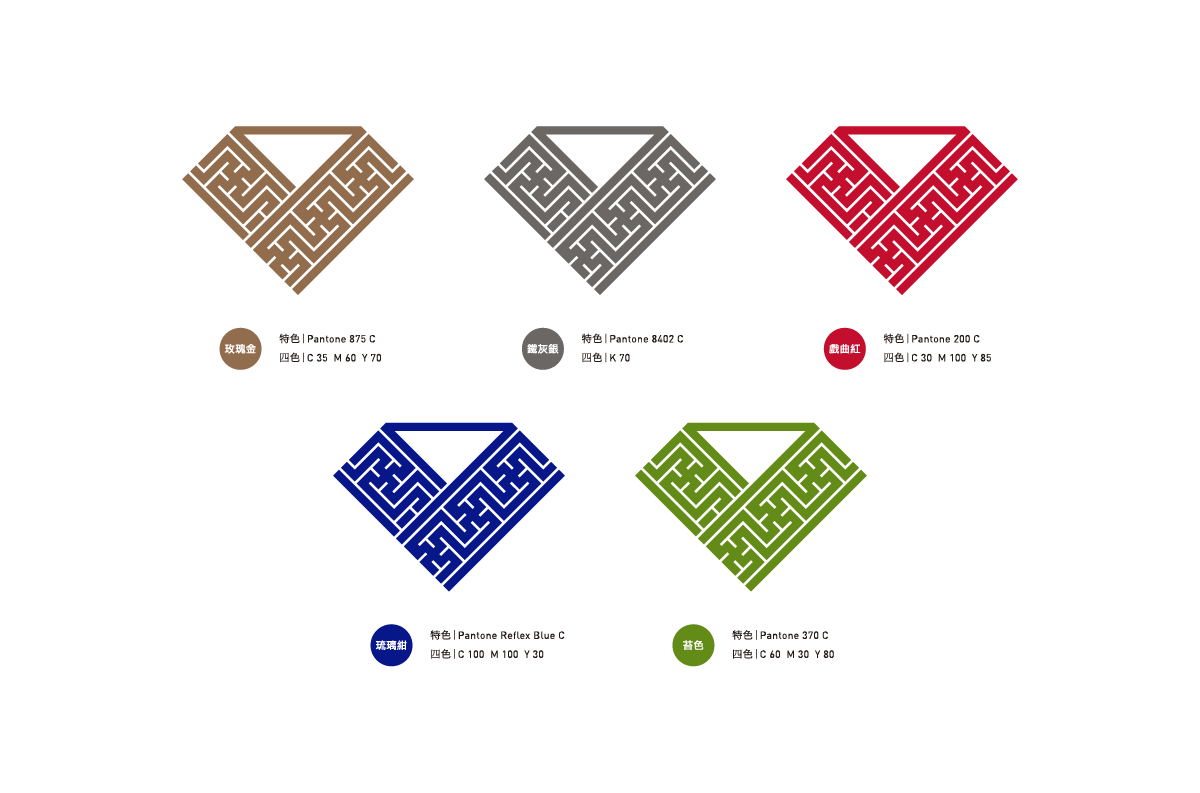 玫瑰金
特色|Pantone 875 C
四色|C 35 M 60 Y 70
鐵灰銀
特色|Pantone 8402 C
四色|K 70
戲曲紅
特色|Pantone 200 C
四色|C 30 M 100 Y 85
琉璃紺
特色|Pantone Reflex Blue C
四色|C 100 M 100 Y 30
苔色
特色|Pantone 370 C
四色|C 60 M 30 Y 80